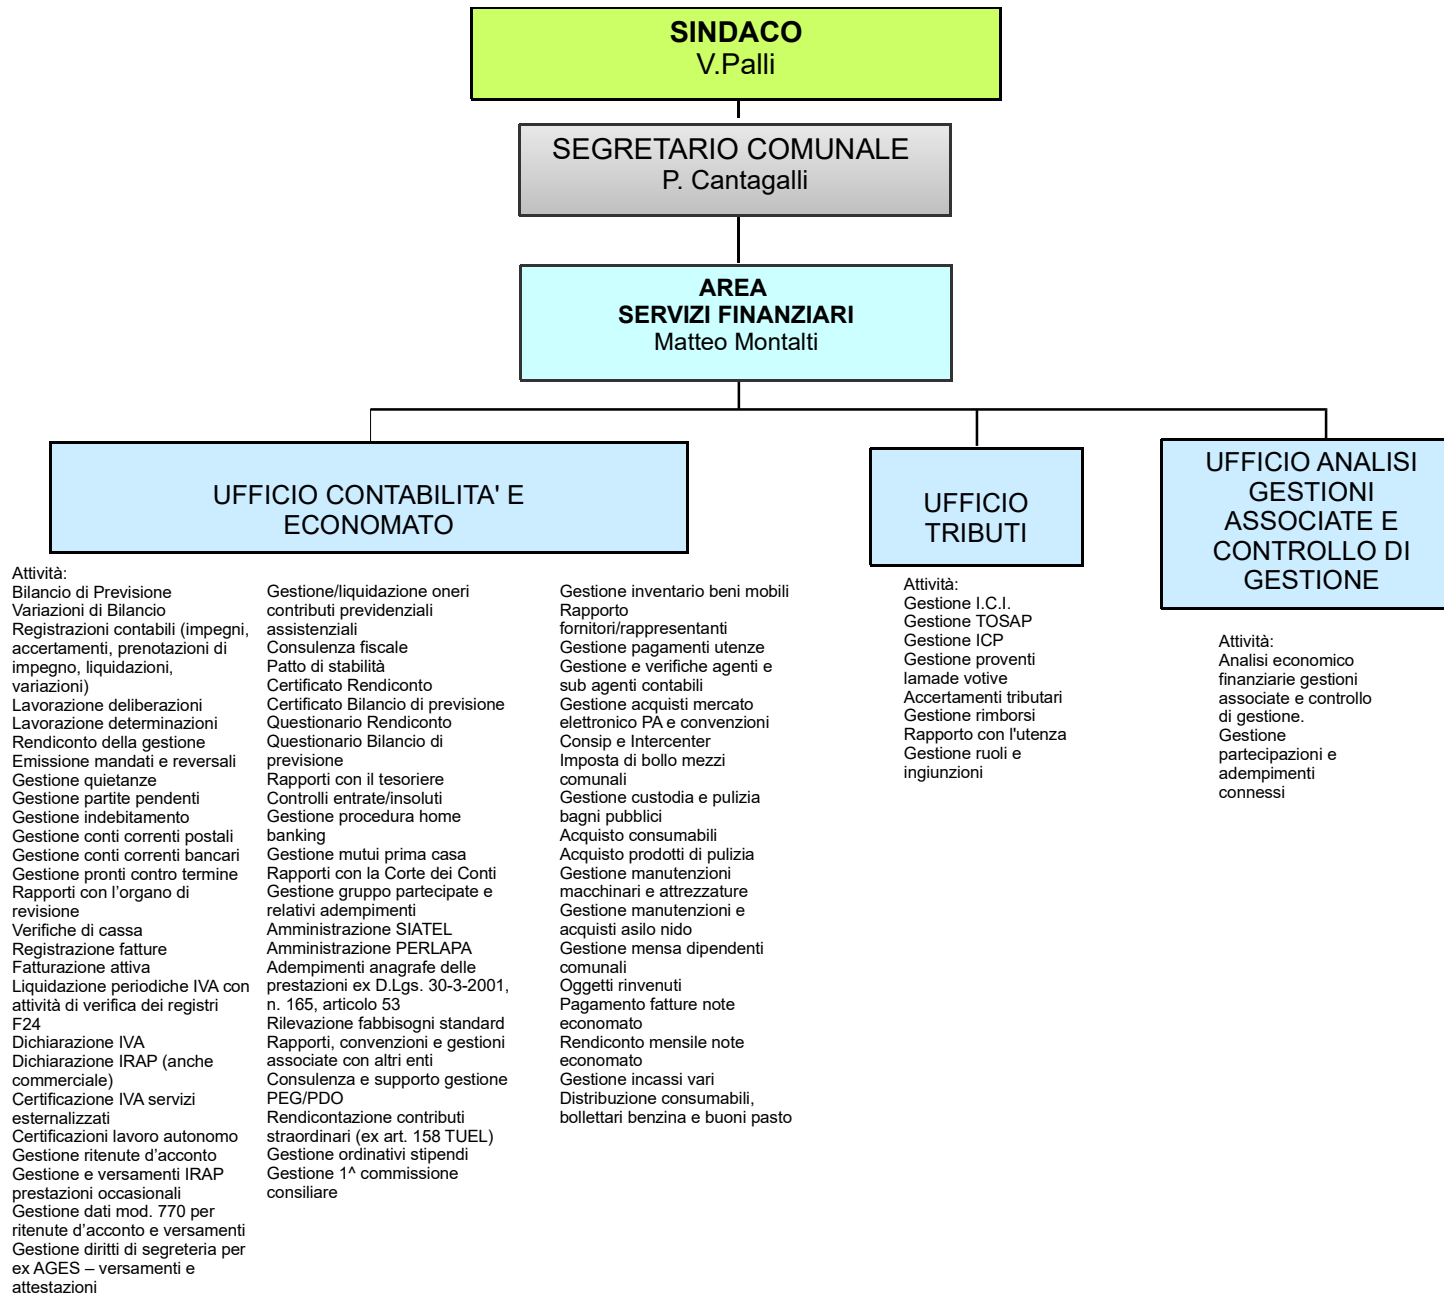 SINDACO
V.Palli
SEGRETARIO COMUNALE
P. Cantagalli
AREA
SERVIZI FINANZIARI
Matteo Montalti
UFFICIO CONTABILITA' E
ECONOMATO
Attività:
Bilancio di Previsione
Variazioni di Bilancio
Registrazioni contabili (impegni,
accertamenti, prenotazioni di
impegno, liquidazioni,
variazioni)
Lavorazione deliberazioni
Lavorazione determinazioni
Rendiconto della gestione
Emissione mandati e reversali
Gestione quietanze
Gestione partite pendenti
Gestione indebitamento
Gestione conti correnti postali
Gestione conti correnti bancari
Gestione pronti contro termine
Rapporti con l’organo di
revisione
Verifiche di cassa
Registrazione fatture
Fatturazione attiva
Liquidazione periodiche IVA con
attività di verifica dei registri
F24
Dichiarazione IVA
Dichiarazione IRAP (anche
commerciale)
Certificazione IVA servizi
esternalizzati
Certificazioni lavoro autonomo
Gestione ritenute d’acconto
Gestione e versamenti IRAP
prestazioni occasionali
Gestione dati mod. 770 per
ritenute d’acconto e versamenti
Gestione diritti di segreteria per
ex AGES – versamenti e
attestazioni
Gestione/liquidazione oneri
contributi previdenziali
assistenziali
Consulenza fiscale
Patto di stabilità
Certificato Rendiconto
Certificato Bilancio di previsione
Questionario Rendiconto
Questionario Bilancio di
previsione
Rapporti con il tesoriere
Controlli entrate/insoluti
Gestione procedura home
banking
Gestione mutui prima casa
Rapporti con la Corte dei Conti
Gestione gruppo partecipate e
relativi adempimenti
Amministrazione SIATEL
Amministrazione PERLAPA
Adempimenti anagrafe delle
prestazioni ex D.Lgs. 30-3-2001,
n. 165, articolo 53
Rilevazione fabbisogni standard
Rapporti, convenzioni e gestioni
associate con altri enti
Consulenza e supporto gestione
PEG/PDO
Rendicontazione contributi
straordinari (ex art. 158 TUEL)
Gestione ordinativi stipendi
Gestione 1^ commissione
consiliare
Gestione inventario beni mobili
Rapporto
fornitori/rappresentanti
Gestione pagamenti utenze
Gestione e verifiche agenti e
sub agenti contabili
Gestione acquisti mercato
elettronico PA e convenzioni
Consip e Intercenter
Imposta di bollo mezzi
comunali
Gestione custodia e pulizia
bagni pubblici
Acquisto consumabili
Acquisto prodotti di pulizia
Gestione manutenzioni
macchinari e attrezzature
Gestione manutenzioni e
acquisti asilo nido
Gestione mensa dipendenti
comunali
Oggetti rinvenuti
Pagamento fatture note
economato
Rendiconto mensile note
economato
Gestione incassi vari
Distribuzione consumabili,
bollettari benzina e buoni pasto
UFFICIO
TRIBUTI
Attività:
Gestione I.C.I.
Gestione TOSAP
Gestione ICP
Gestione proventi
lamade votive
Accertamenti tributari
Gestione rimborsi
Rapporto con l'utenza
Gestione ruoli e
ingiunzioni
UFFICIO ANALISI
GESTIONI
ASSOCIATE E
CONTROLLO DI
GESTIONE
Attività:
Analisi economico
finanziarie gestioni
associate e controllo
di gestione.
Gestione
partecipazioni e
adempimenti
connessi